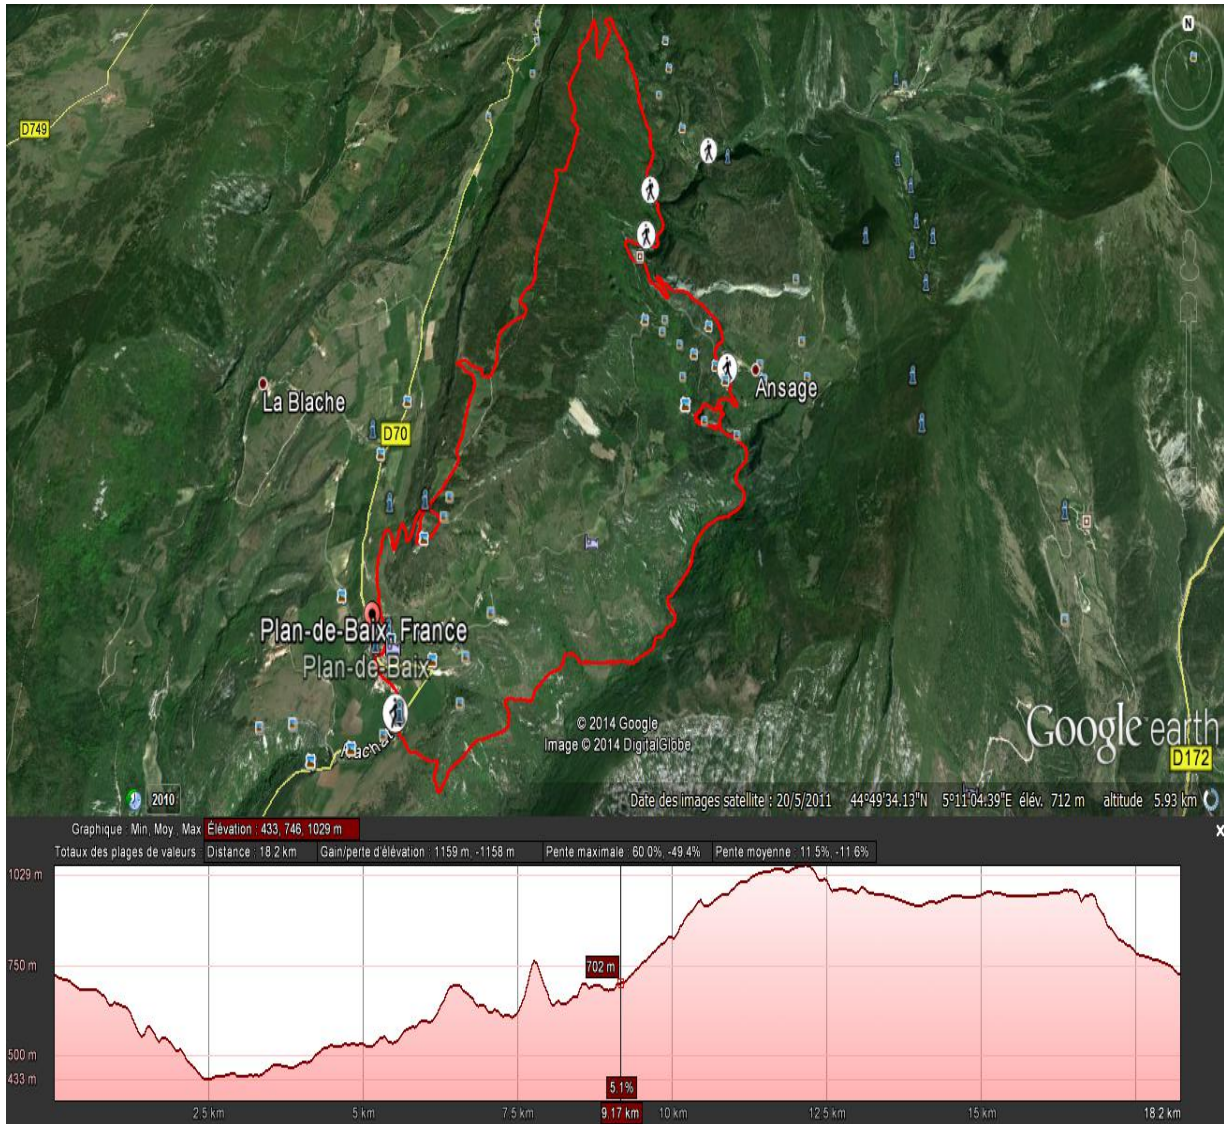 N
D749
La Blache
D70
Ansage
Plan-de-Baix, France
Plan-de-Baix
© 2014 Google
Image © 2014 DigitalGlobe
Google earth
D172
2010
Date des images satellite : 20/5/2011 44°49'34.13"N 5°11'04.39"E élév. 712 m altitude 5.93 km
Graphique : Min, Moy., Max Élévation : 433, 746, 1029 m
X
Totaux des plages de valeurs : Distance : 18.2 km Gain/perte d'élévation : 1159 m, -1158 m Pente maximale : 60.0%, -49.4% Pente moyenne : 11.5%, -11.6%
1029 m
750 m
702 m
500 m
433 m
5.1%
2.5 km 5 km 7.5 km 9.17 km 10 km 12.5 km 15 km 18.2 km